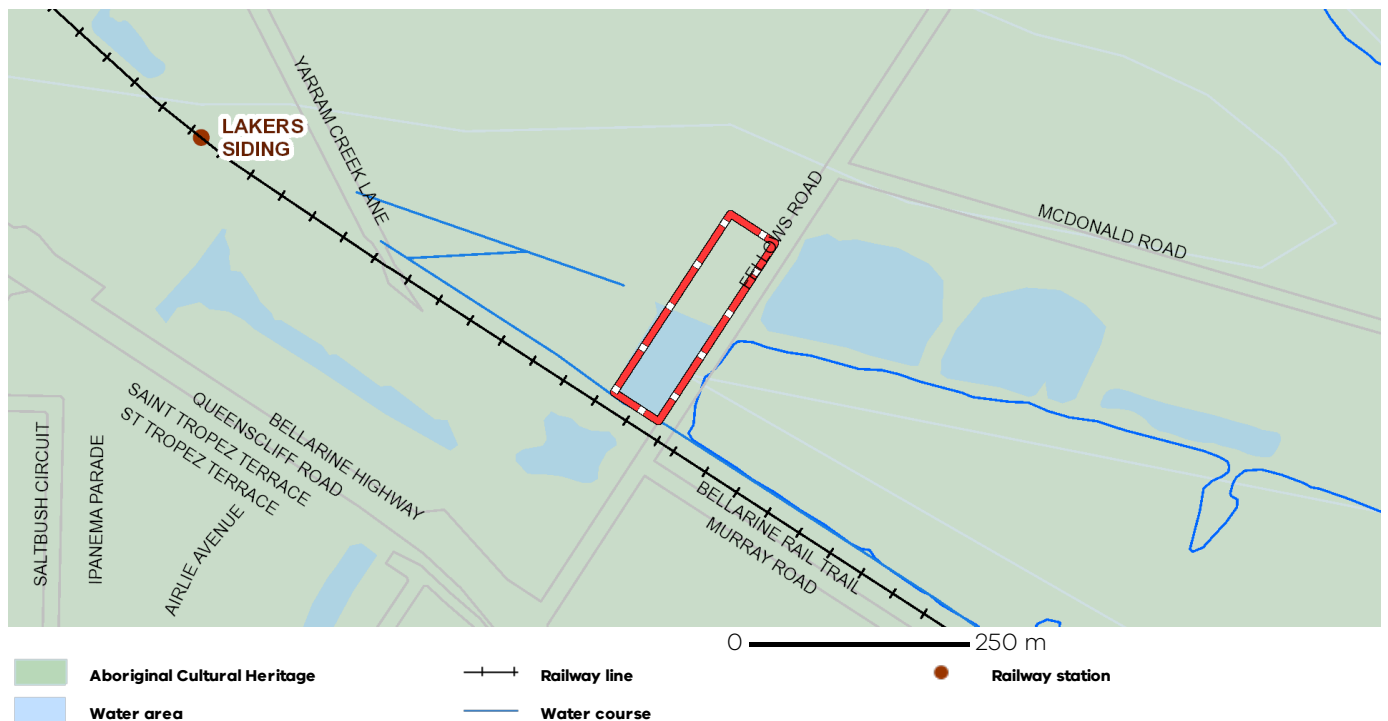 LAKERS
SIDING
YARRAM CREEK LANE
FELLOWS ROAD
MCDONALD ROAD
BELLARINE HIGHWAY
QUEENSCLIFF ROAD
SAINT TROPEZ TERRACE
ST TROPEZ TERRACE
SALTBUSH CIRCUIT
IPANEMA PARADE
AIRLIE AVENUE
BELLARINE RAIL TRAIL
MURRAY ROAD
0 250 m
Aboriginal Cultural Heritage Railway line Railway station
Water area Water course